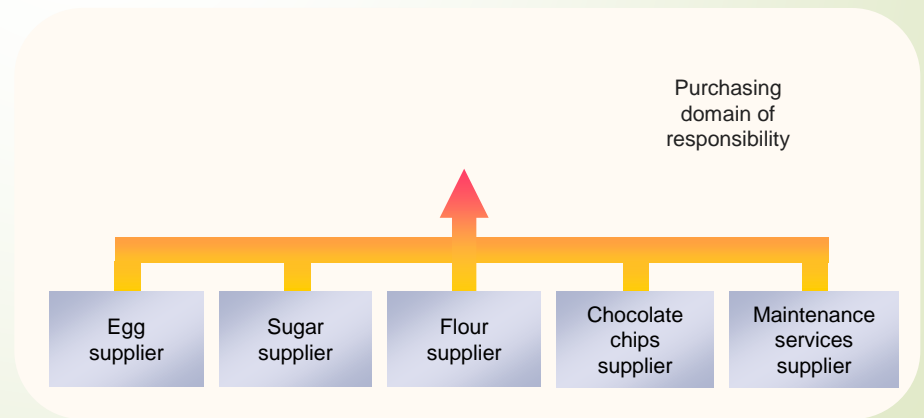 Purchasing
domain of
responsibility
Egg
supplier
Sugar
supplier
Flour
supplier
Chocolate
chips
supplier
Maintenance
services
supplier